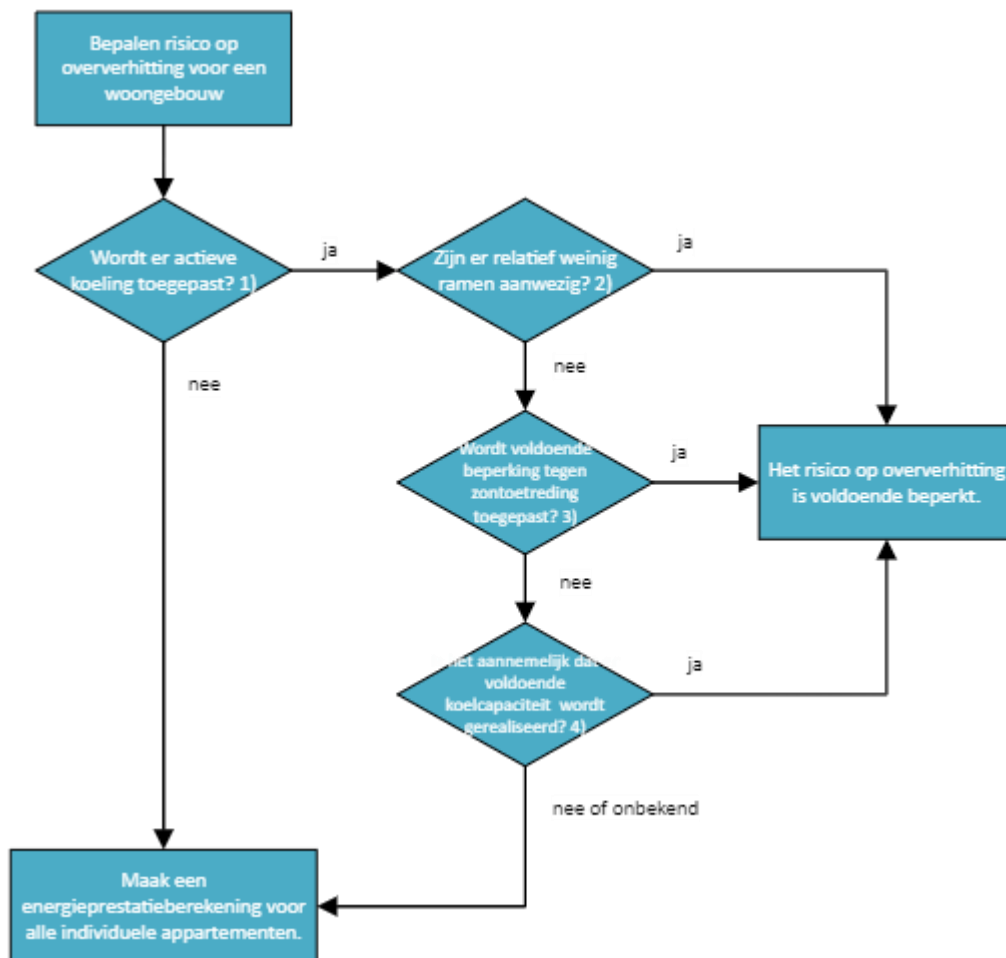 Bepalen risico op
oververhitting voor een
woongebouw
Wordt er actieve
koeling toegepast? 1)
ja
Zijn er relatief weinig
ramen aanwezig? 2)
ja
nee
nee
Wordt voldoende
beperking tegen
zontoetreding
toegepast? 3)
ja
Het risico op oververhitting
is voldoende beperkt.
nee
het aannemelijk dat
voldoende
koelcapaciteit wordt
gerealiseerd? 4)
ja
nee of onbekend
Maak een
energieprestatieberekening voor
alle individuele appartementen.